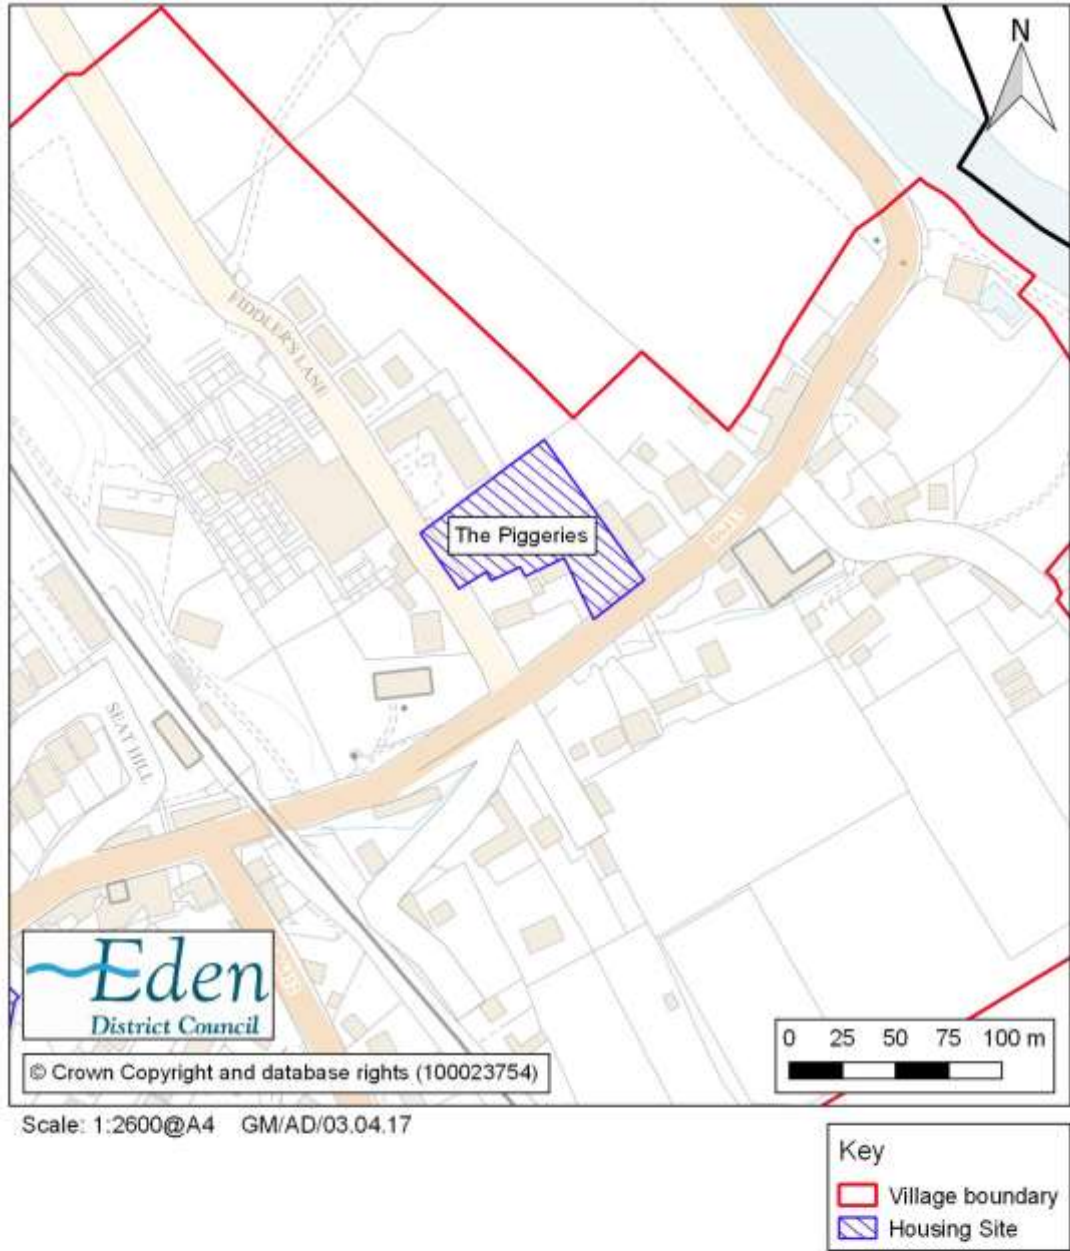 N
FIDDLER'S LANE
The Piggeries
SEAT HILL
Eden
District Council
0 25 50 75 100 m
© Crown Copyright and database rights (100023754)
Scale: 1:2600@A4 GM/AD/03.04.17
Key
Village boundary
Housing Site